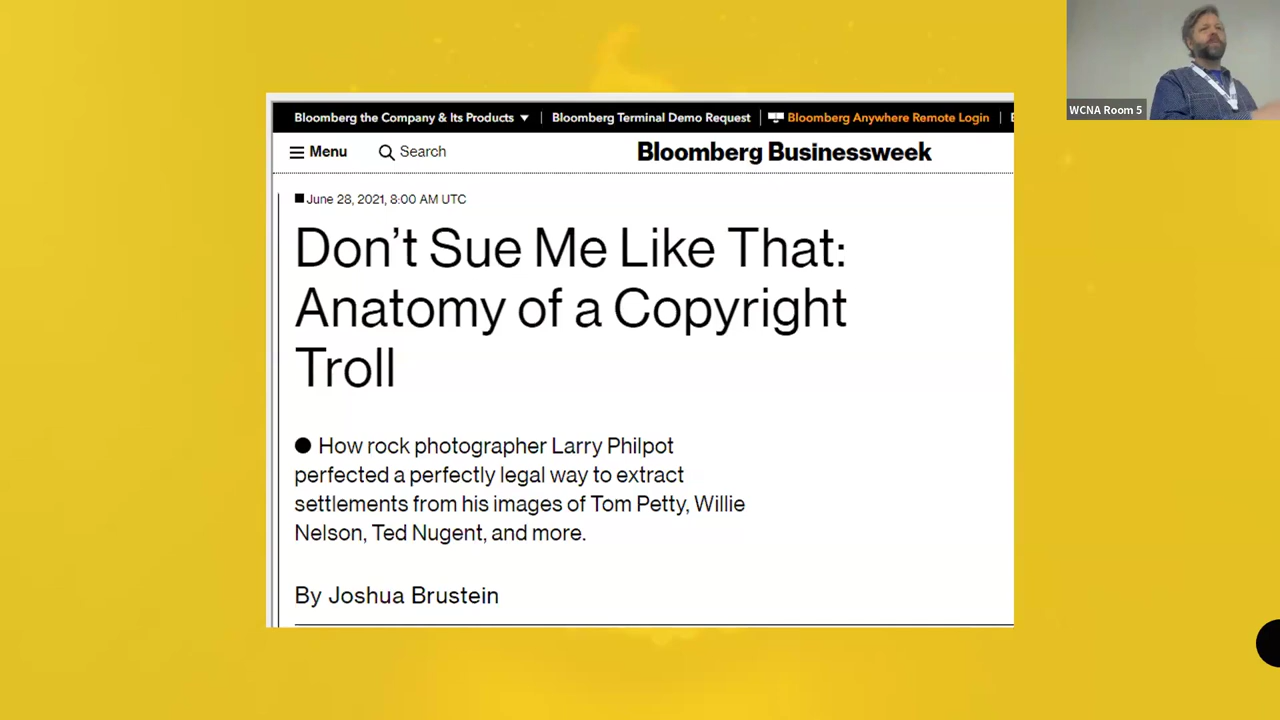 WCNA Room 5
Bloomberg the Company & Its Products ▼ | Bloomberg Terminal Demo Request | Bloomberg Anywhere Remote Login |
Menu Search Bloomberg Businessweek
June 28, 2021, 8:00 AM UTC
Don’t Sue Me Like That:
Anatomy of a Copyright
Troll
● How rock photographer Larry Philpot
perfected a perfectly legal way to extract
settlements from his images of Tom Petty, Willie
Nelson, Ted Nugent, and more.
By Joshua Brustein